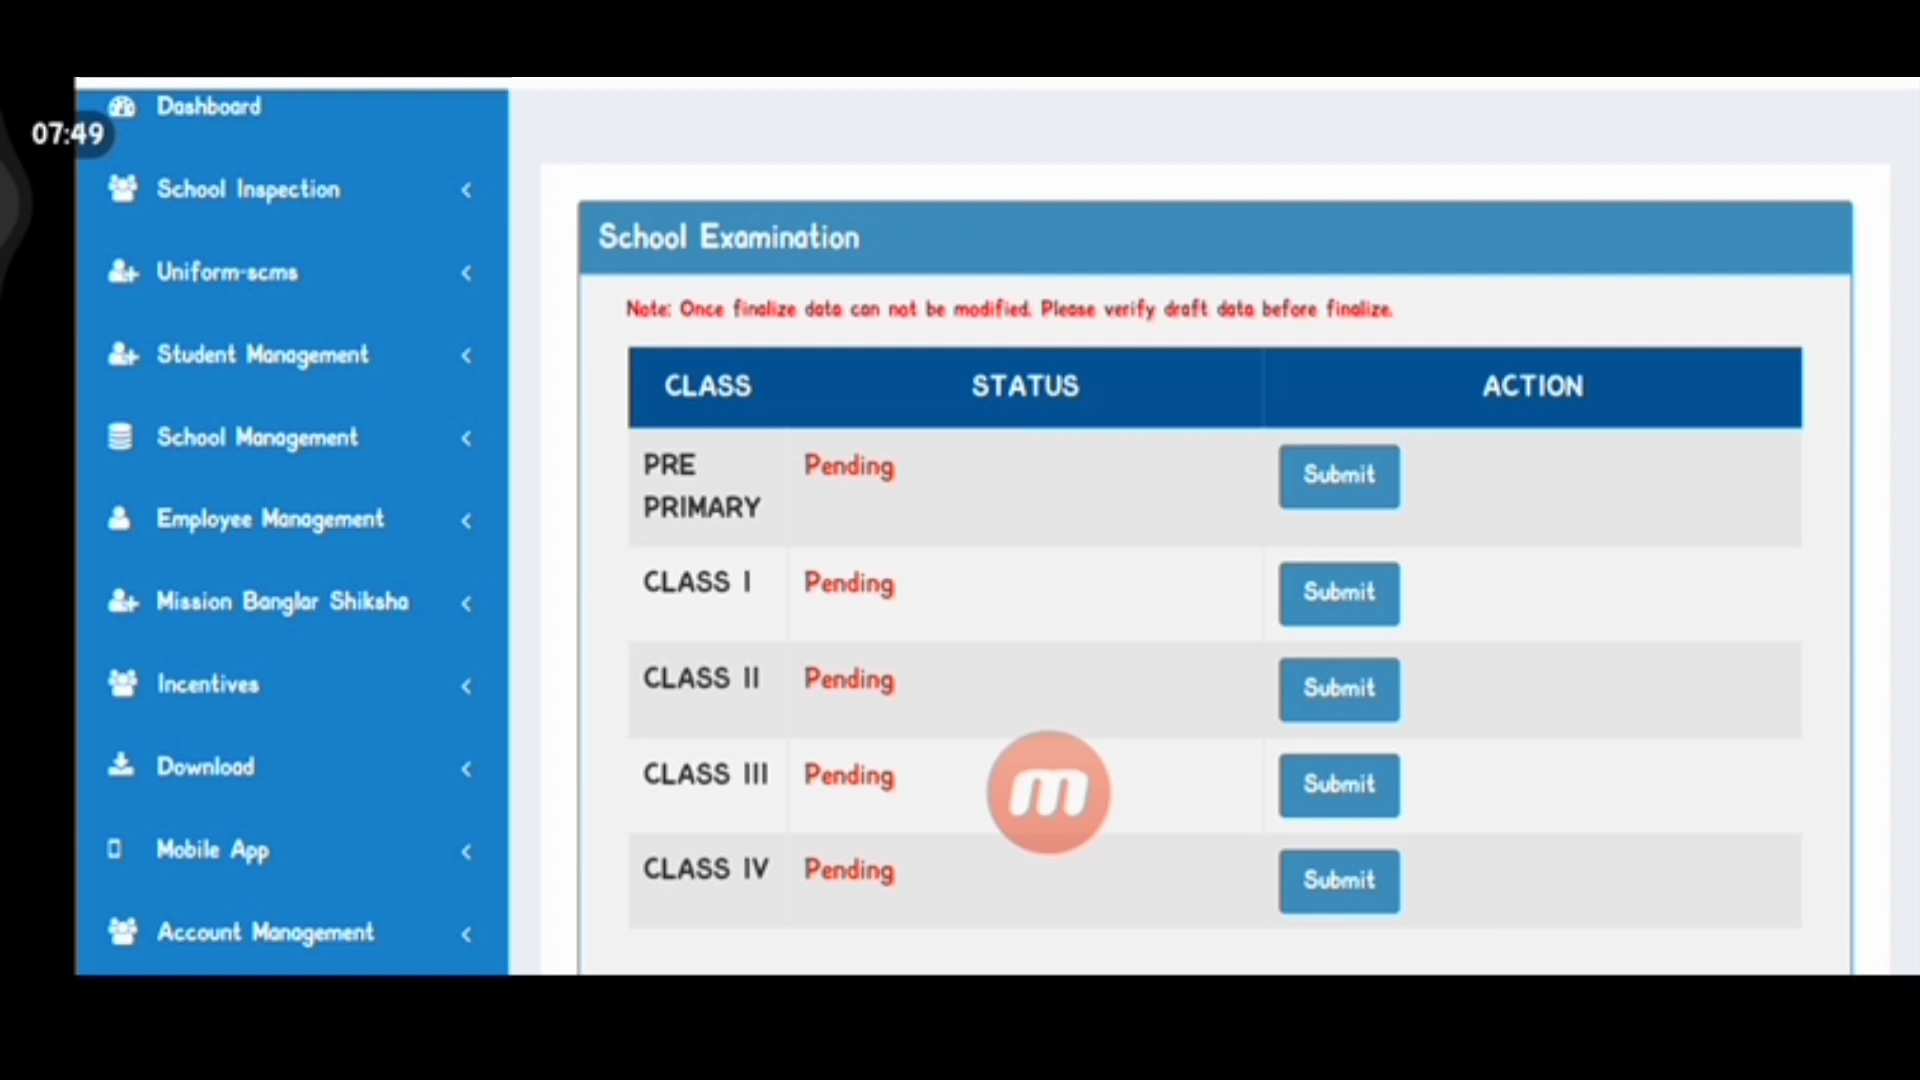 Dashboard
07:49
School Inspection
Uniform-scms
Student Management
School Management
Employee Management
Mission Banglar Shiksha
Incentives
Download
Mobile App
Account Management
School Examination
Note: Once finalize data can not be modified. Please verify draft data before finalize.
CLASS STATUS ACTION
PRE PRIMARY Pending Submit
CLASS I Pending Submit
CLASS II Pending Submit
CLASS III Pending Submit
m
CLASS IV Pending Submit